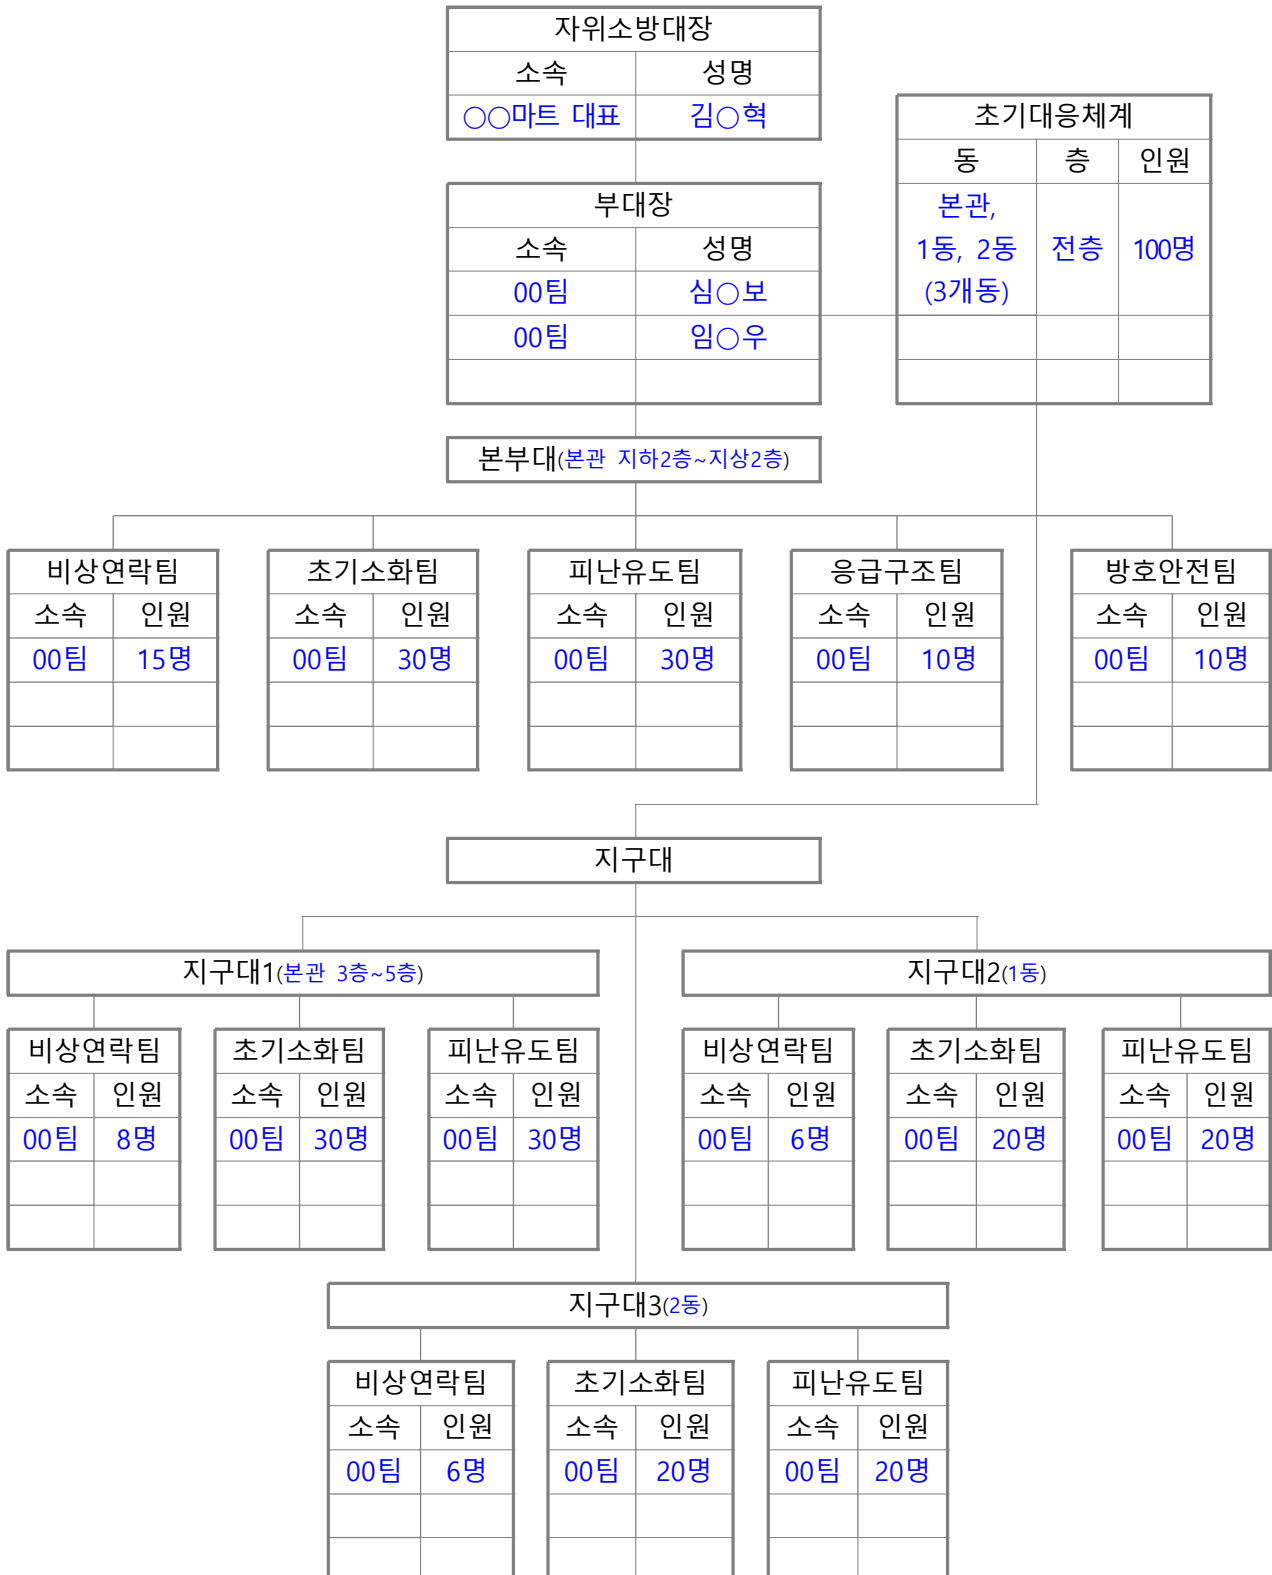 자위소방대장
소속 성명
○○마트 대표 김○혁
초기대응체계
동 층 인원
본관,
1동, 2동 전층 100명
(3개동)
부대장
소속 성명
00팀 심○보
00팀 임○우
본부대(본관 지하2층~지상2층)
비상연락팀 초기소화팀 피난유도팀 응급구조팀 방호안전팀
소속 인원 소속 인원 소속 인원 소속 인원 소속 인원
00팀 15명 00팀 30명 00팀 30명 00팀 10명 00팀 10명
지구대
지구대1(본관 3층~5층) 지구대2(1동)
비상연락팀 초기소화팀 피난유도팀 비상연락팀 초기소화팀 피난유도팀
소속 인원 소속 인원 소속 인원 소속 인원 소속 인원 소속 인원
00팀 8명 00팀 30명 00팀 30명 00팀 6명 00팀 20명 00팀 20명
지구대3(2동)
비상연락팀 초기소화팀 피난유도팀
소속 인원 소속 인원 소속 인원
00팀 6명 00팀 20명 00팀 20명